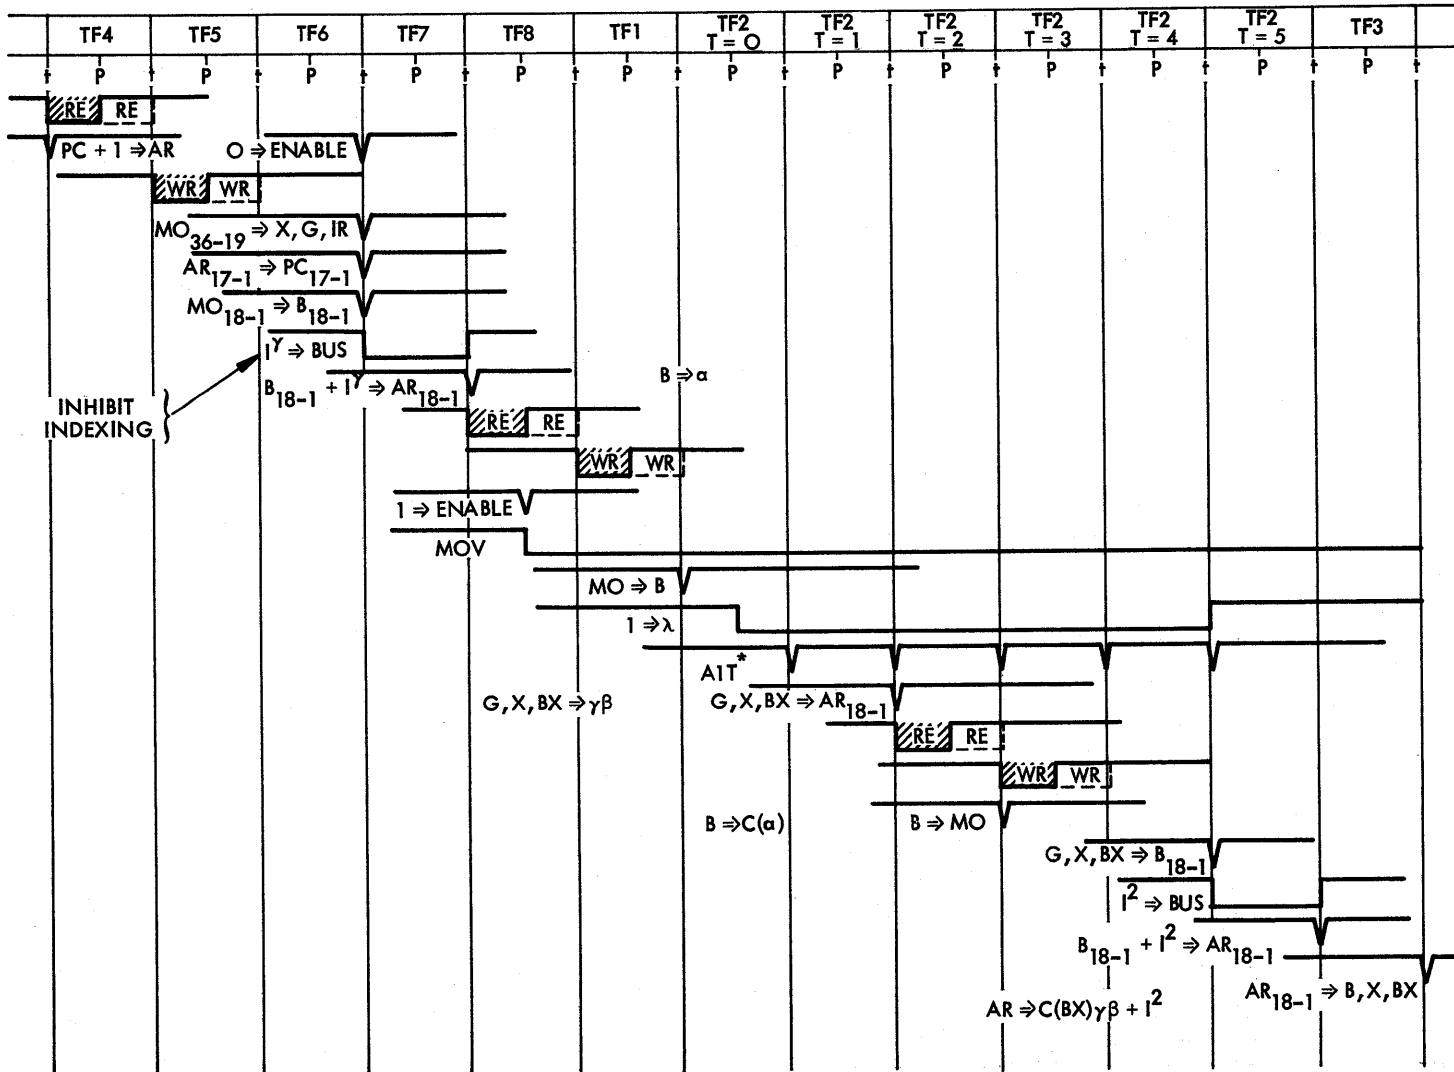 TF4 TF5 TF6 TF7 TF8 TF1 TF2 T = 0 TF2 T = 1 TF2 T = 2 TF2 T = 3 TF2 T = 4 TF2 T = 5 TF3
t P t P t P t P t P t P t P t P t P t P t P t P t P t
RE RE
PC + 1 ⇒ AR O ⇒ ENABLE
WR WR
MO36-19 ⇒ X, G, IR
AR17-1 ⇒ PC17-1
MO18-1 ⇒ B18-1
I^γ ⇒ BUS
B18-1 + I^γ ⇒ AR18-1
B ⇒ α
INHIBIT
INDEXING
RE RE
WR WR
1 ⇒ ENABLE
MOV
MO ⇒ B
1 ⇒ λ
A1T*
G, X, BX ⇒ γβ G, X, BX ⇒ AR18-1
RE RE
WR WR
B ⇒ C(α) B ⇒ MO
G, X, BX ⇒ B18-1
I² ⇒ BUS
B18-1 + I² ⇒ AR18-1
AR18-1 ⇒ B, X, BX
AR ⇒ C(BX)γβ + I²